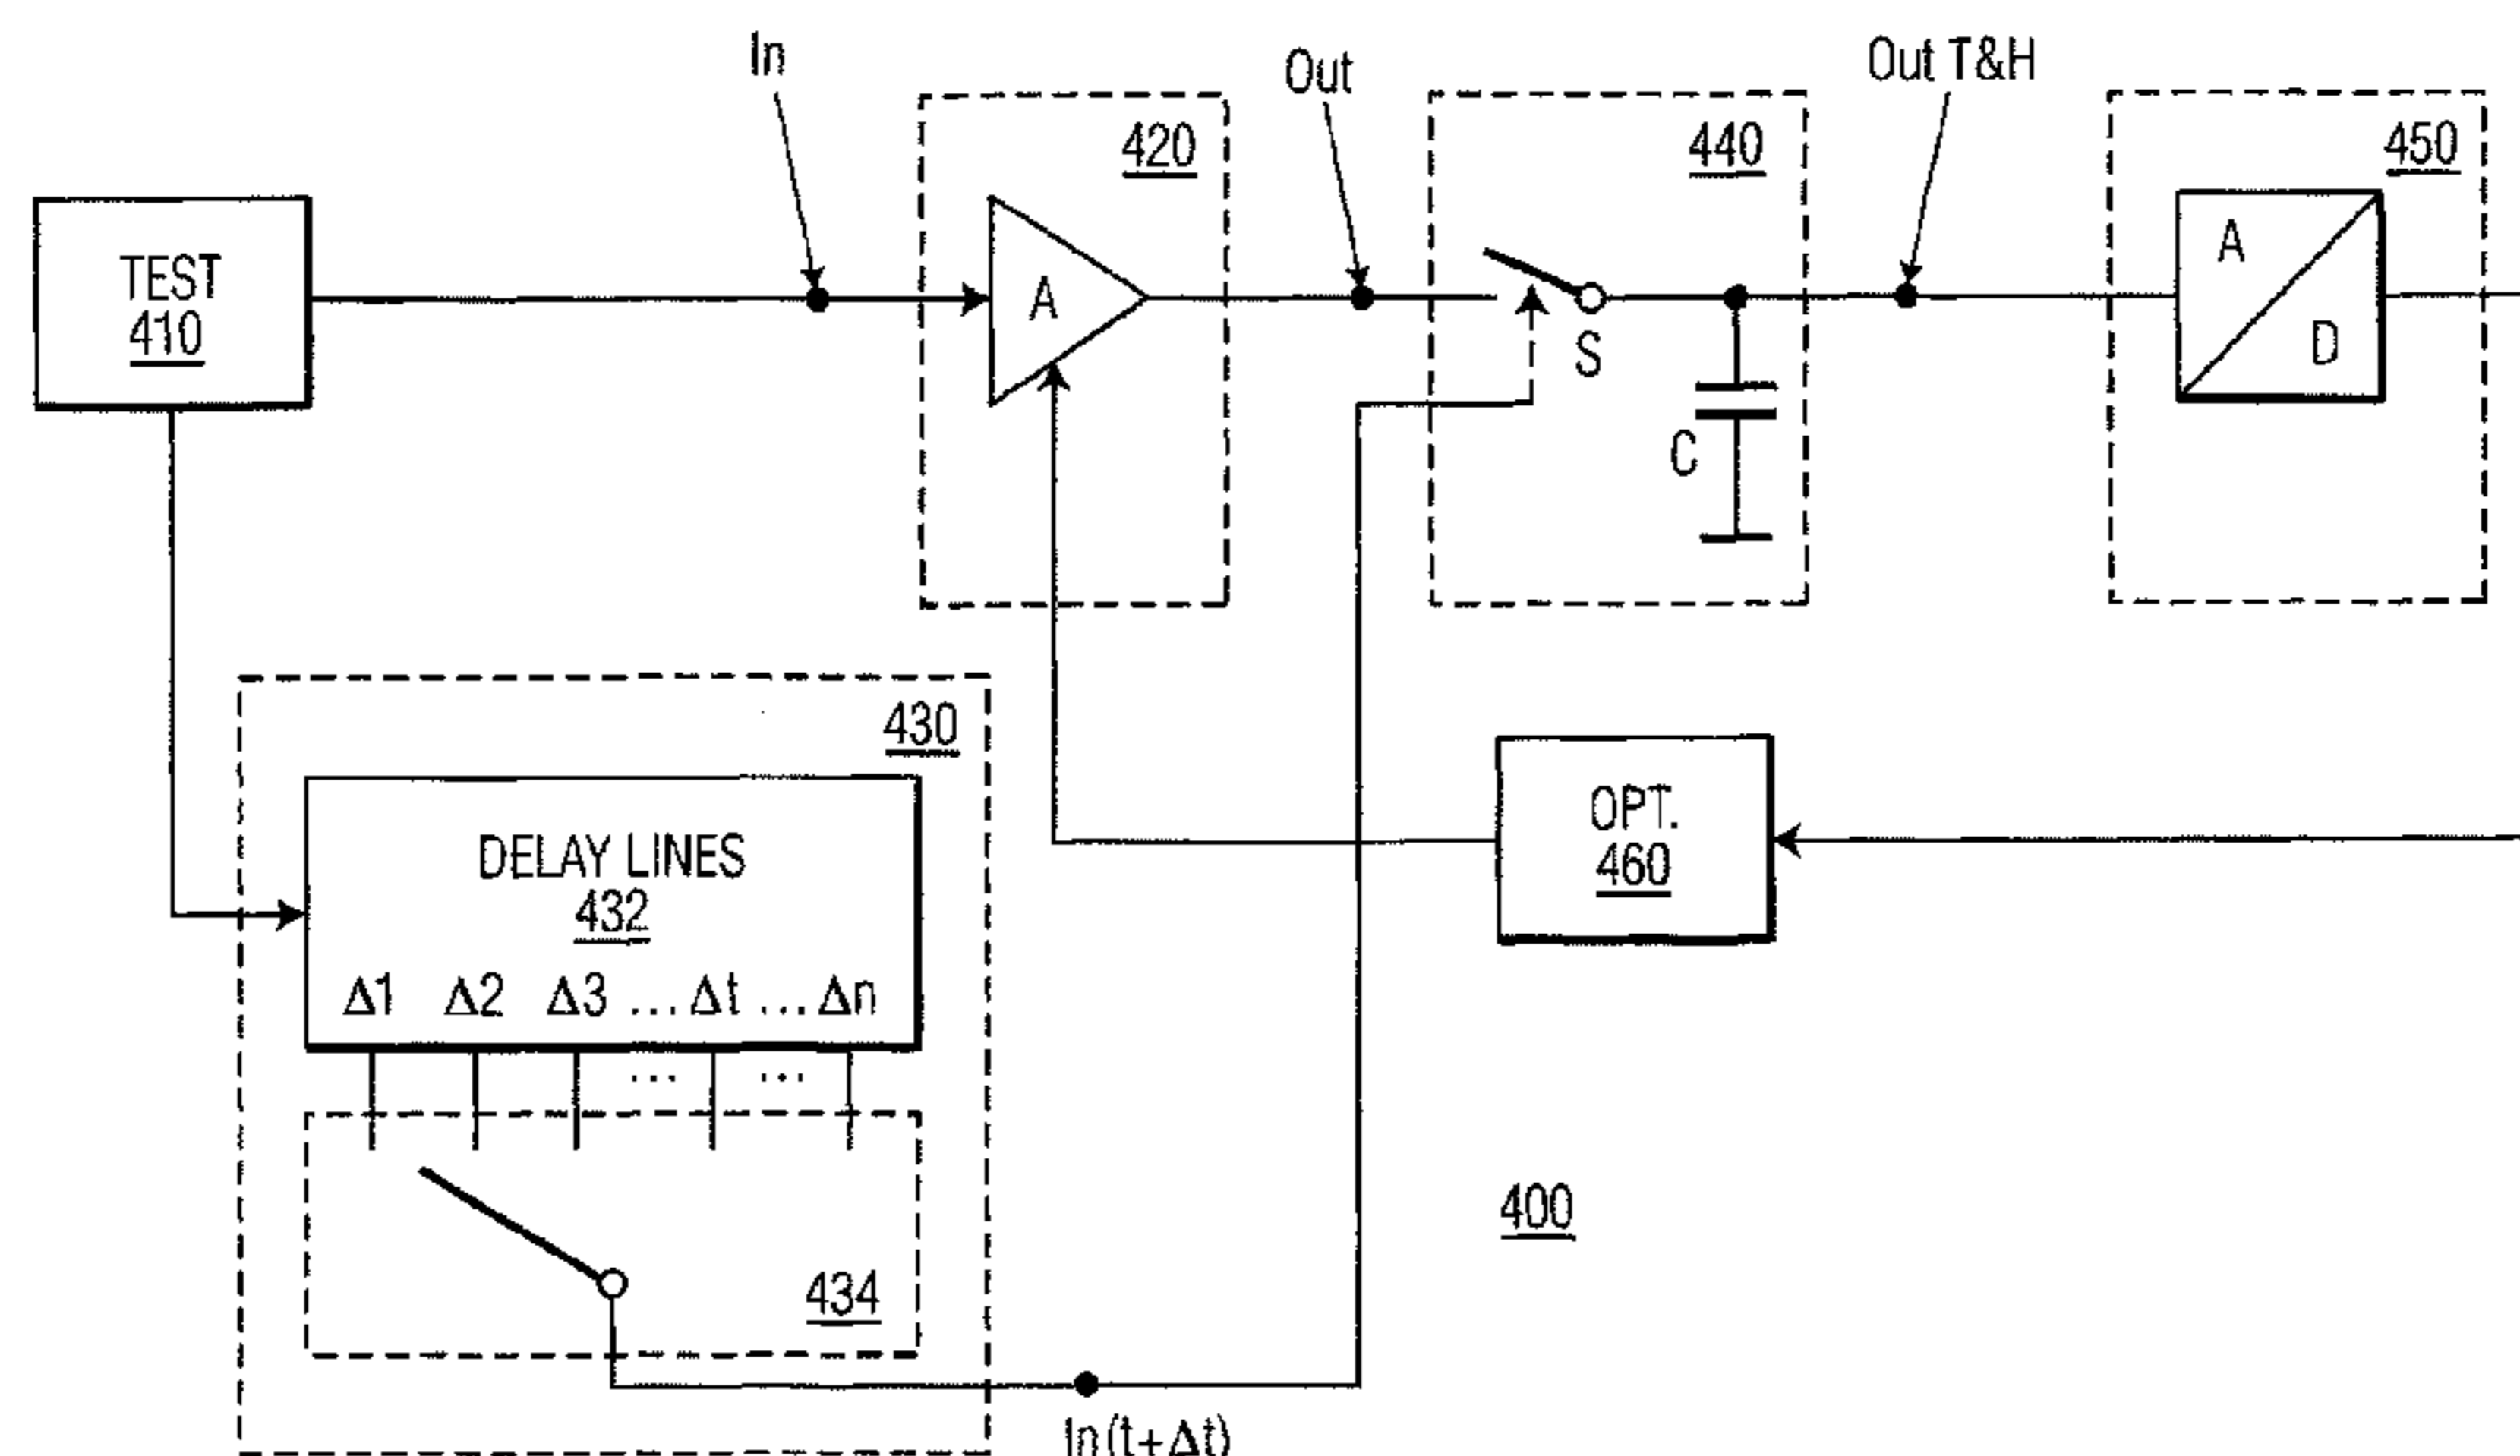 In
Out
Out T&H
420
440
450
TEST
410
A
S
A
D
C
430
DELAY LINES
432
Δ1 Δ2 Δ3 ... Δt ... Δn
... ...
OPT.
460
434
400
In(t+Δt)